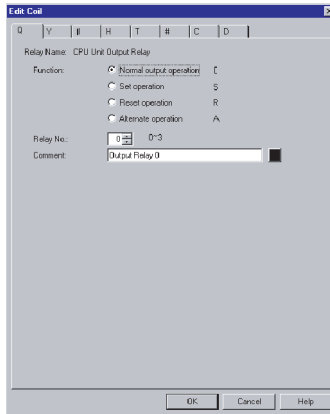 Edit Coil
Q Y H T # C D
Relay Name: CPU Unit Output Relay
Function: Normal output operation [
Set operation S
Reset operation R
Alternate operation A
Relay No.: 0 0~3
Comment: Output Relay 0
OK Cancel Help